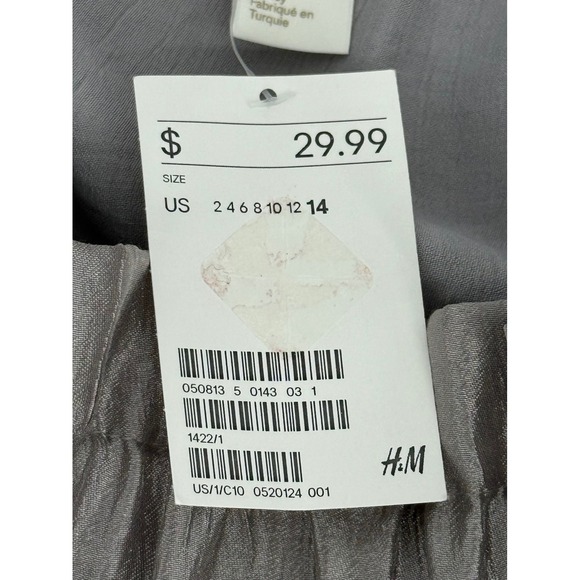 Fabriqué en
Turquie
$ 29.99
SIZE
US 2 4 6 8 10 12 14
050813 5 0143 03 1
1422/1
H&M
US/1/C10 0520124 001